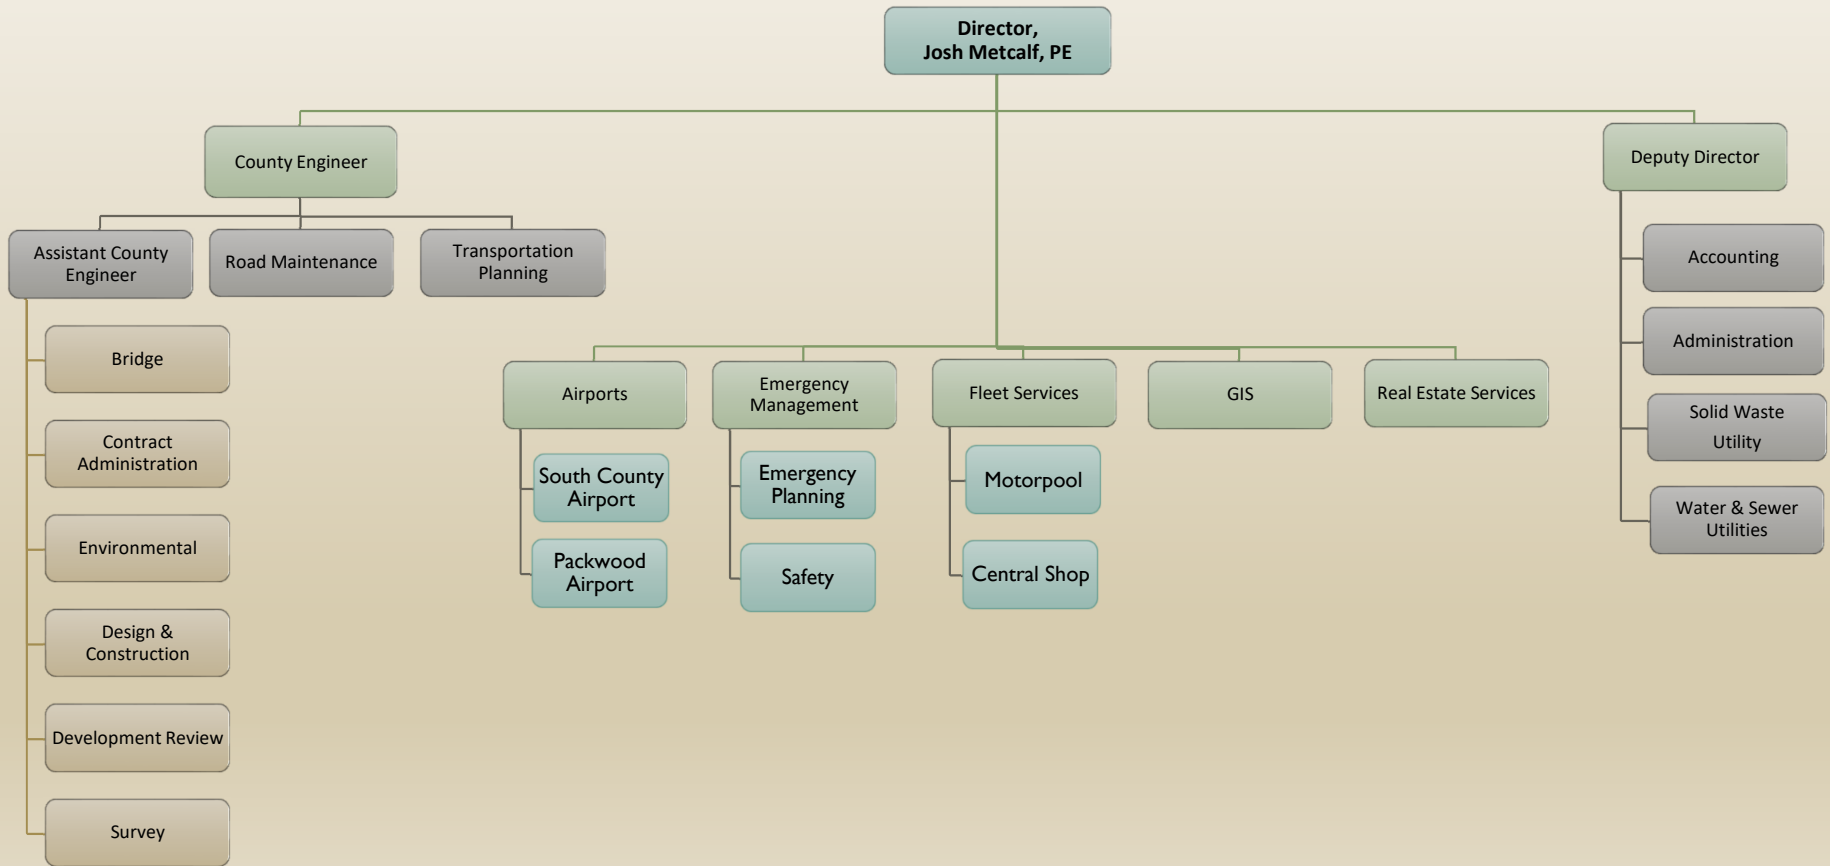 Director,
Josh Metcalf, PE
County Engineer
Deputy Director
Assistant County
Engineer
Road Maintenance
Transportation
Planning
Bridge
Contract
Administration
Environmental
Design &
Construction
Development Review
Survey
Airports
South County
Airport
Packwood
Airport
Emergency
Management
Emergency
Planning
Safety
Fleet Services
Motorpool
Central Shop
GIS
Real Estate Services
Accounting
Administration
Solid Waste
Utility
Water & Sewer
Utilities